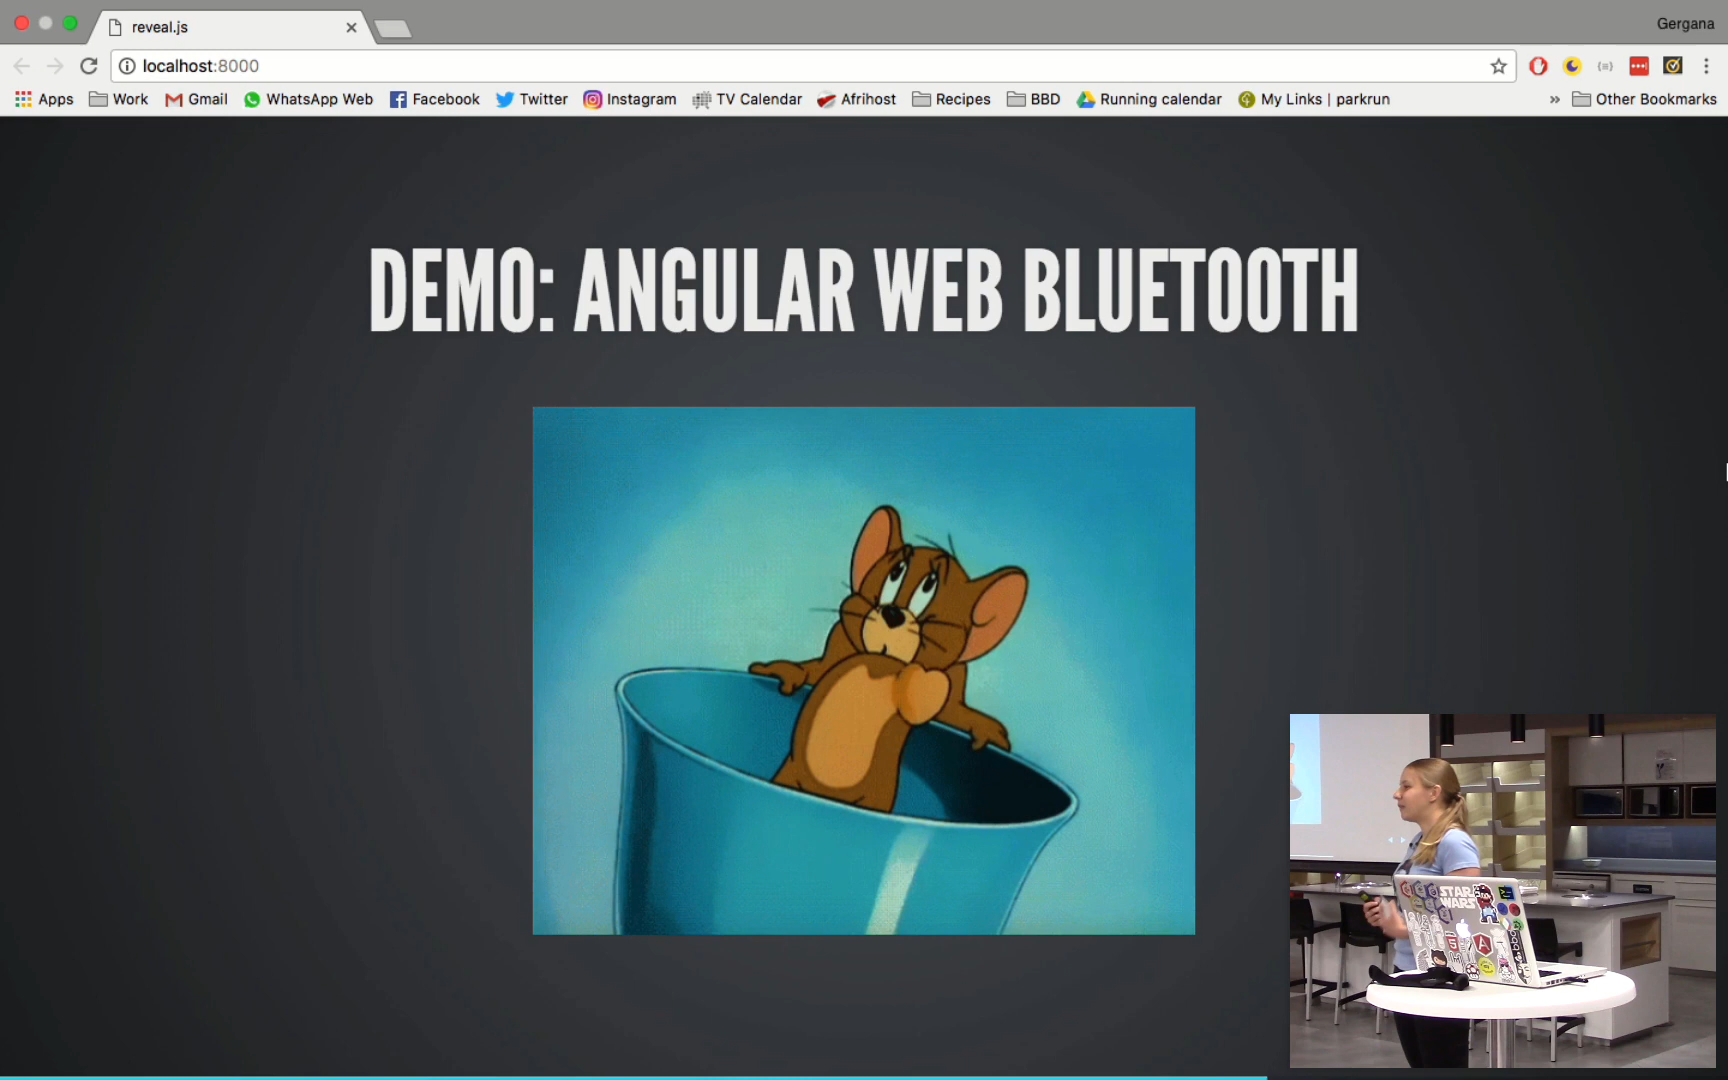 reveal.js
Gergana
localhost:8000
Apps Work Gmail WhatsApp Web Facebook Twitter Instagram TV Calendar Afrihost Recipes BBD Running calendar My Links | parkrun » Other Bookmarks
DEMO: ANGULAR WEB BLUETOOTH
STAR
WARS